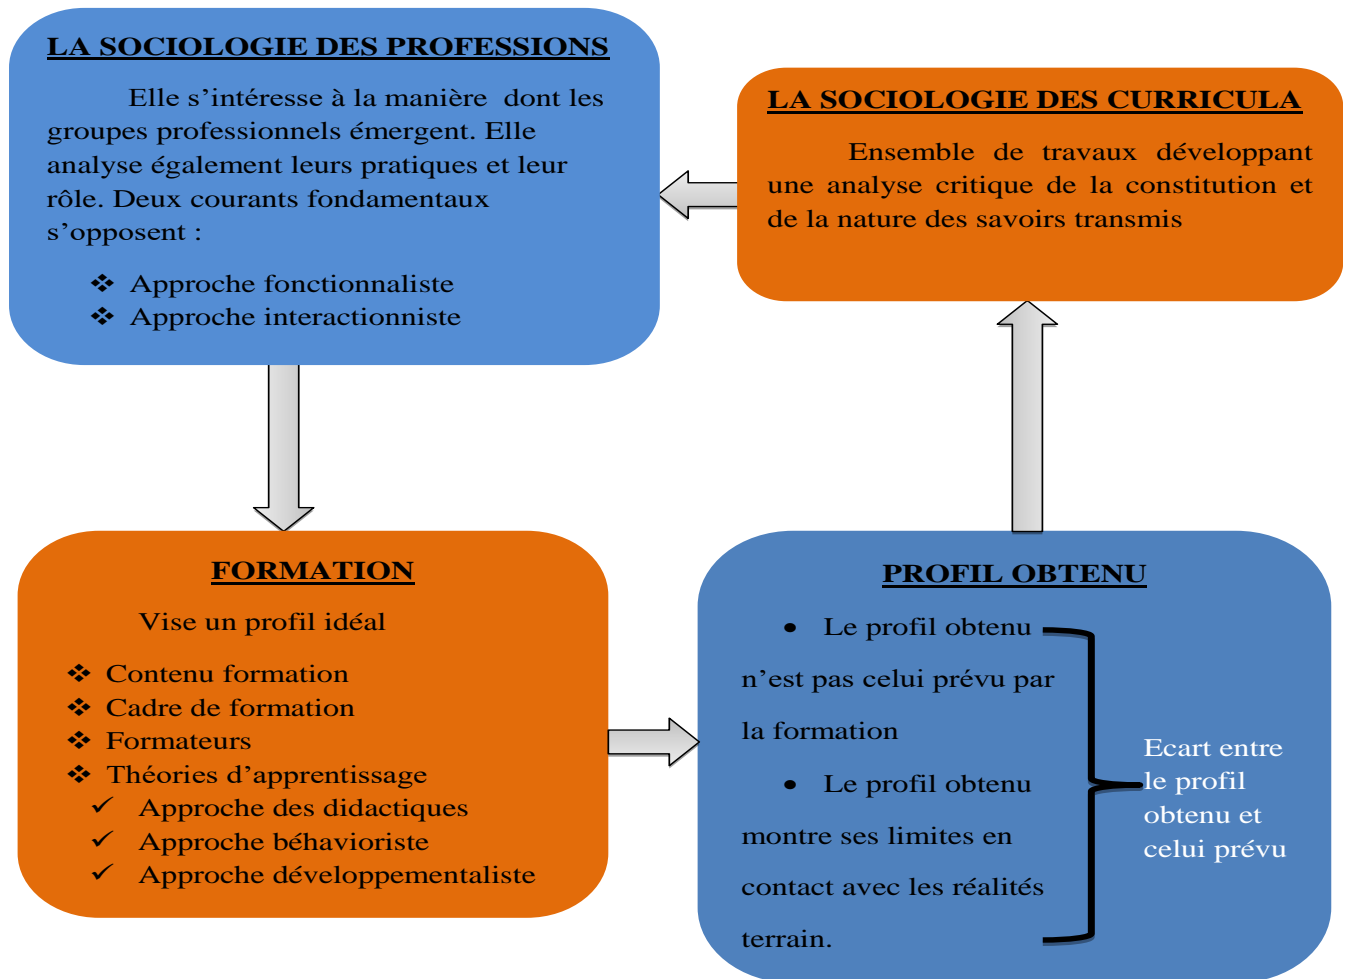 LA SOCIOLOGIE DES PROFESSIONS
Elle s’intéresse à la manière dont les
groupes professionnels émergent. Elle
analyse également leurs pratiques et leur
rôle. Deux courants fondamentaux
s’opposent :
❖ Approche fonctionnaliste
❖ Approche interactionniste
LA SOCIOLOGIE DES CURRICULA
Ensemble de travaux développant
une analyse critique de la constitution et
de la nature des savoirs transmis
FORMATION
Vise un profil idéal
❖ Contenu formation
❖ Cadre de formation
❖ Formateurs
❖ Théories d’apprentissage
✓ Approche des didactiques
✓ Approche béhavioriste
✓ Approche développementaliste
PROFIL OBTENU
• Le profil obtenu
n’est pas celui prévu par
la formation
• Le profil obtenu
montre ses limites en
contact avec les réalités
terrain.
Ecart entre
le profil
obtenu et
celui prévu